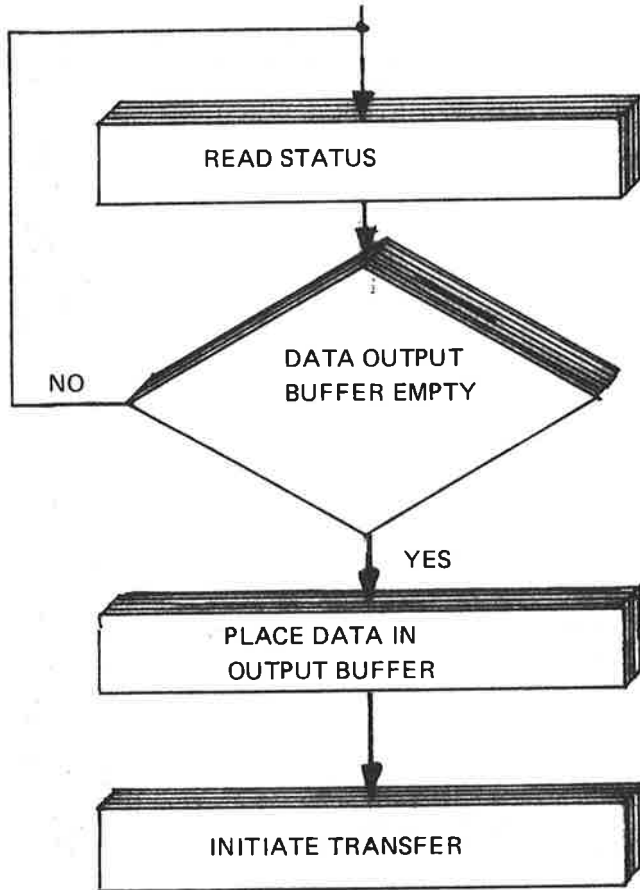 READ STATUS
DATA OUTPUT
BUFFER EMPTY
NO
YES
PLACE DATA IN
OUTPUT BUFFER
INITIATE TRANSFER